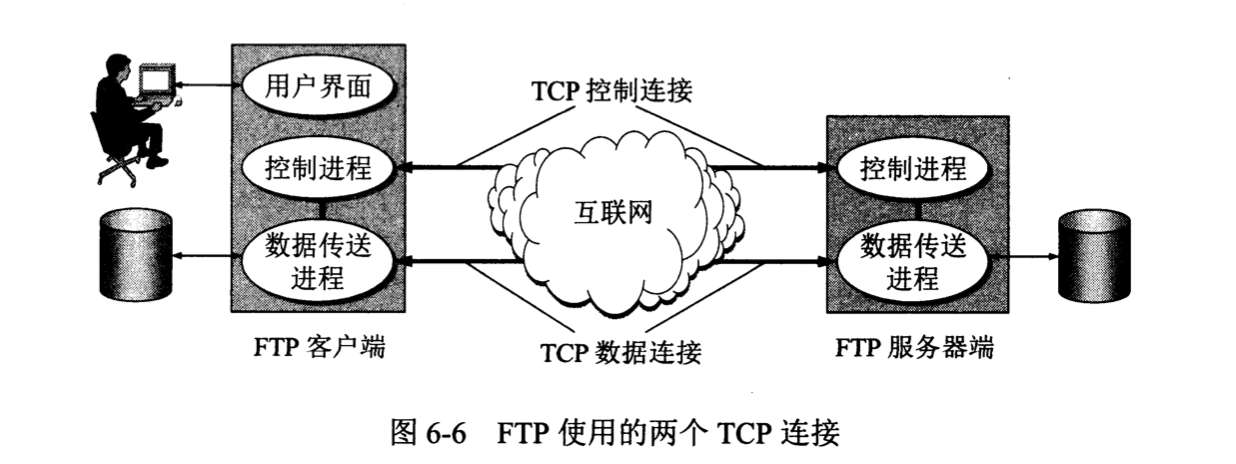 用户界面
TCP 控制连接
控制进程
控制进程
互联网
数据传送
进程
数据传送
进程
FTP 客户端
TCP 数据连接
FTP 服务器端
图 6-6 FTP 使用的两个 TCP 连接